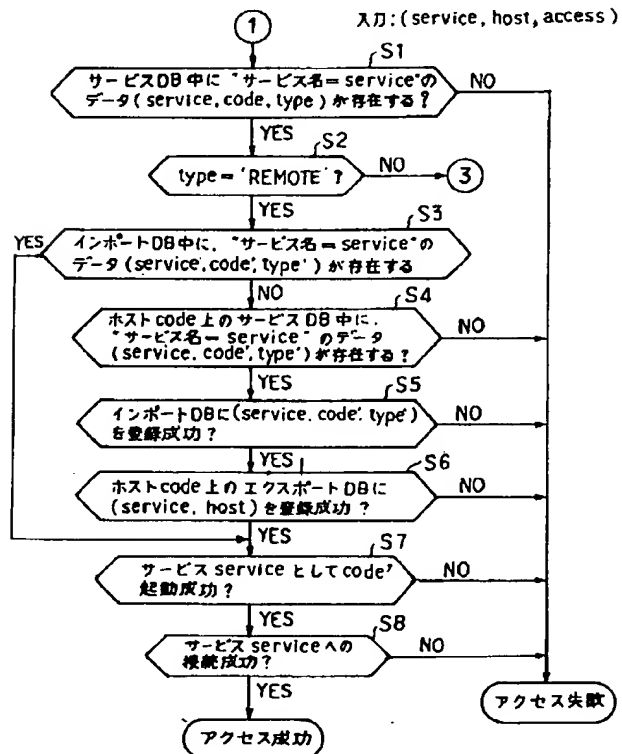 入力:(service, host, access)
1
S1
サービスDB中に "サービス名=service"の
データ(service, code, type)が存在する?
NO
YES
S2
type='REMOTE'?
NO
3
YES
S3
YES
インポートDB中に, "サービス名=service"の
データ(service, code', type')が存在する
NO
S4
ホストcode上のサービスDB中に,
"サービス名=service"のデータ
(service, code', type')が存在する?
NO
YES
S5
インポートDBに(service, code', type')
を登録成功?
NO
YES
S6
ホストcode上のエクスポートDBに
(service, host)を登録成功?
NO
YES
S7
サービスserviceとしてcode'
起動成功?
NO
YES
S8
サービスserviceへの
接続成功?
NO
YES
アクセス成功
アクセス失敗